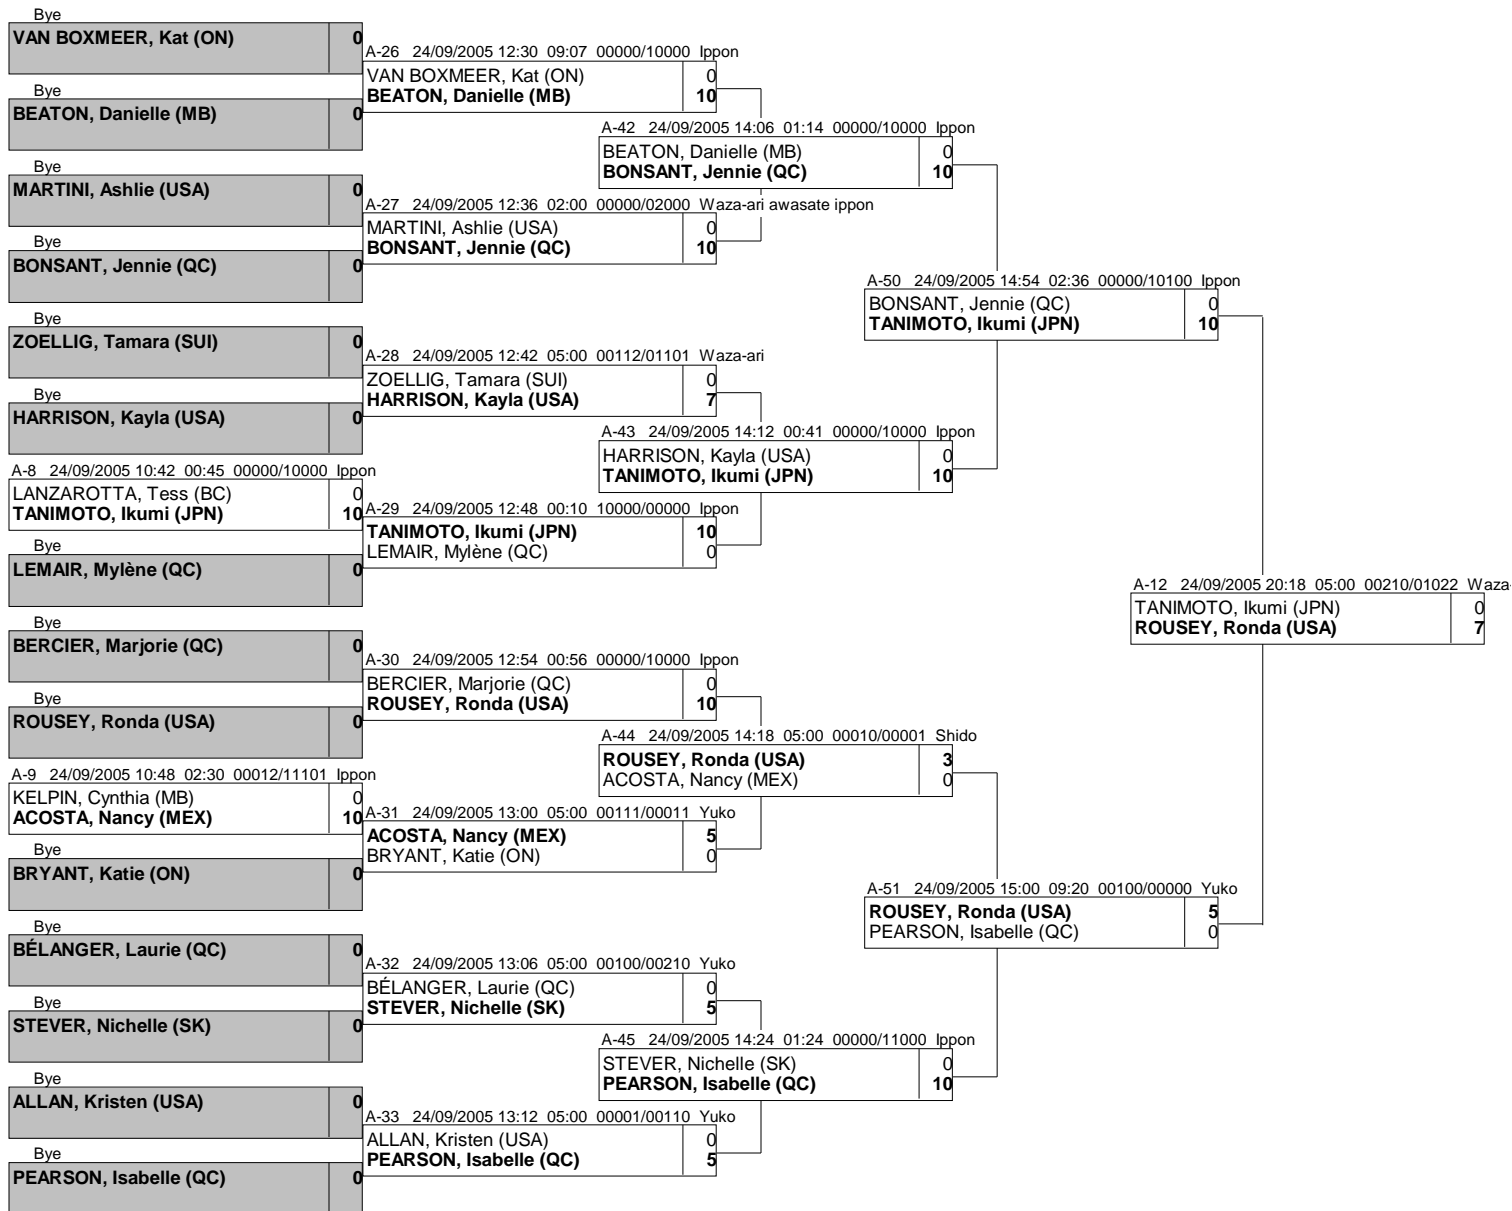 Bye
VAN BOXMEER, Kat (ON) 0
Bye
BEATON, Danielle (MB) 0
Bye
MARTINI, Ashlie (USA) 0
Bye
BONSANT, Jennie (QC) 0
Bye
ZOELLIG, Tamara (SUI) 0
Bye
HARRISON, Kayla (USA) 0
A-8 24/09/2005 10:42 00:45 00000/10000 Ippon
LANZAROTTA, Tess (BC) 0
TANIMOTO, Ikumi (JPN) 10
Bye
LEMAIR, Mylène (QC) 0
Bye
BERCIER, Marjorie (QC) 0
Bye
ROUSEY, Ronda (USA) 0
A-9 24/09/2005 10:48 02:30 00012/11101 Ippon
KELPIN, Cynthia (MB) 0
ACOSTA, Nancy (MEX) 10
Bye
BRYANT, Katie (ON) 0
Bye
BÉLANGER, Laurie (QC) 0
Bye
STEVER, Nichelle (SK) 0
Bye
ALLAN, Kristen (USA) 0
Bye
PEARSON, Isabelle (QC) 0
A-26 24/09/2005 12:30 09:07 00000/10000 Ippon
VAN BOXMEER, Kat (ON) 0
BEATON, Danielle (MB) 10
A-27 24/09/2005 12:36 02:00 00000/02000 Waza-ari awasate ippon
MARTINI, Ashlie (USA) 0
BONSANT, Jennie (QC) 10
A-28 24/09/2005 12:42 05:00 00112/01101 Waza-ari
ZOELLIG, Tamara (SUI) 0
HARRISON, Kayla (USA) 7
A-29 24/09/2005 12:48 00:10 10000/00000 Ippon
TANIMOTO, Ikumi (JPN) 10
LEMAIR, Mylène (QC) 0
A-30 24/09/2005 12:54 00:56 00000/10000 Ippon
BERCIER, Marjorie (QC) 0
ROUSEY, Ronda (USA) 10
A-31 24/09/2005 13:00 05:00 00111/00011 Yuko
ACOSTA, Nancy (MEX) 5
BRYANT, Katie (ON) 0
A-32 24/09/2005 13:06 05:00 00100/00210 Yuko
BÉLANGER, Laurie (QC) 0
STEVER, Nichelle (SK) 5
A-33 24/09/2005 13:12 05:00 00001/00110 Yuko
ALLAN, Kristen (USA) 0
PEARSON, Isabelle (QC) 5
A-42 24/09/2005 14:06 01:14 00000/10000 Ippon
BEATON, Danielle (MB) 0
BONSANT, Jennie (QC) 10
A-43 24/09/2005 14:12 00:41 00000/10000 Ippon
HARRISON, Kayla (USA) 0
TANIMOTO, Ikumi (JPN) 10
A-44 24/09/2005 14:18 05:00 00010/00001 Shido
ROUSEY, Ronda (USA) 3
ACOSTA, Nancy (MEX) 0
A-45 24/09/2005 14:24 01:24 00000/11000 Ippon
STEVER, Nichelle (SK) 0
PEARSON, Isabelle (QC) 10
A-50 24/09/2005 14:54 02:36 00000/10100 Ippon
BONSANT, Jennie (QC) 0
TANIMOTO, Ikumi (JPN) 10
A-51 24/09/2005 15:00 09:20 00100/00000 Yuko
ROUSEY, Ronda (USA) 5
PEARSON, Isabelle (QC) 0
A-12 24/09/2005 20:18 05:00 00210/01022 Waza-
TANIMOTO, Ikumi (JPN) 0
ROUSEY, Ronda (USA) 7